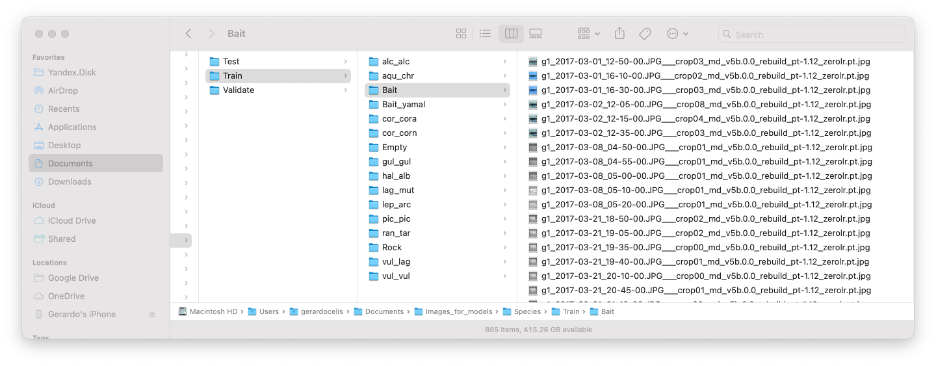 Bait
Search
Favorites
Yandex.Disk
AirDrop
Recents
Applications
Desktop
Documents
Downloads
iCloud
iCloud Drive
Shared
Locations
Google Drive
OneDrive
Gerardo's iPhone
Tags
Test
Train
Validate
alc_alc
aqu_chr
Bait
Bait_yamal
cor_cora
cor_corn
Empty
gul_gul
hal_alb
lag_mut
lep_arc
pic_pic
ran_tar
Rock
vul_lag
vul_vul
g1_2017-03-01_12-50-00.JPG___crop03_md_v5b.0.0_rebuild_pt-1.12_zerolr.pt.jpg
g1_2017-03-01_16-10-00.JPG___crop02_md_v5b.0.0_rebuild_pt-1.12_zerolr.pt.jpg
g1_2017-03-01_16-30-00.JPG___crop03_md_v5b.0.0_rebuild_pt-1.12_zerolr.pt.jpg
g1_2017-03-02_12-05-00.JPG___crop08_md_v5b.0.0_rebuild_pt-1.12_zerolr.pt.jpg
g1_2017-03-02_12-15-00.JPG___crop04_md_v5b.0.0_rebuild_pt-1.12_zerolr.pt.jpg
g1_2017-03-02_12-35-00.JPG___crop03_md_v5b.0.0_rebuild_pt-1.12_zerolr.pt.jpg
g1_2017-03-08_04-50-00.JPG___crop01_md_v5b.0.0_rebuild_pt-1.12_zerolr.pt.jpg
g1_2017-03-08_04-55-00.JPG___crop01_md_v5b.0.0_rebuild_pt-1.12_zerolr.pt.jpg
g1_2017-03-08_05-00-00.JPG___crop01_md_v5b.0.0_rebuild_pt-1.12_zerolr.pt.jpg
g1_2017-03-08_05-10-00.JPG___crop01_md_v5b.0.0_rebuild_pt-1.12_zerolr.pt.jpg
g1_2017-03-08_05-20-00.JPG___crop01_md_v5b.0.0_rebuild_pt-1.12_zerolr.pt.jpg
g1_2017-03-21_18-50-00.JPG___crop02_md_v5b.0.0_rebuild_pt-1.12_zerolr.pt.jpg
g1_2017-03-21_19-05-00.JPG___crop02_md_v5b.0.0_rebuild_pt-1.12_zerolr.pt.jpg
g1_2017-03-21_19-35-00.JPG___crop00_md_v5b.0.0_rebuild_pt-1.12_zerolr.pt.jpg
g1_2017-03-21_19-40-00.JPG___crop01_md_v5b.0.0_rebuild_pt-1.12_zerolr.pt.jpg
g1_2017-03-21_20-10-00.JPG___crop00_md_v5b.0.0_rebuild_pt-1.12_zerolr.pt.jpg
g1_2017-03-21_20-45-00.JPG___crop01_md_v5b.0.0_rebuild_pt-1.12_zerolr.pt.jpg
Macintosh HD › Users › gerardocelis › Documents › Images_for_models › Species › Train › Bait
885 items, 415.26 GB available